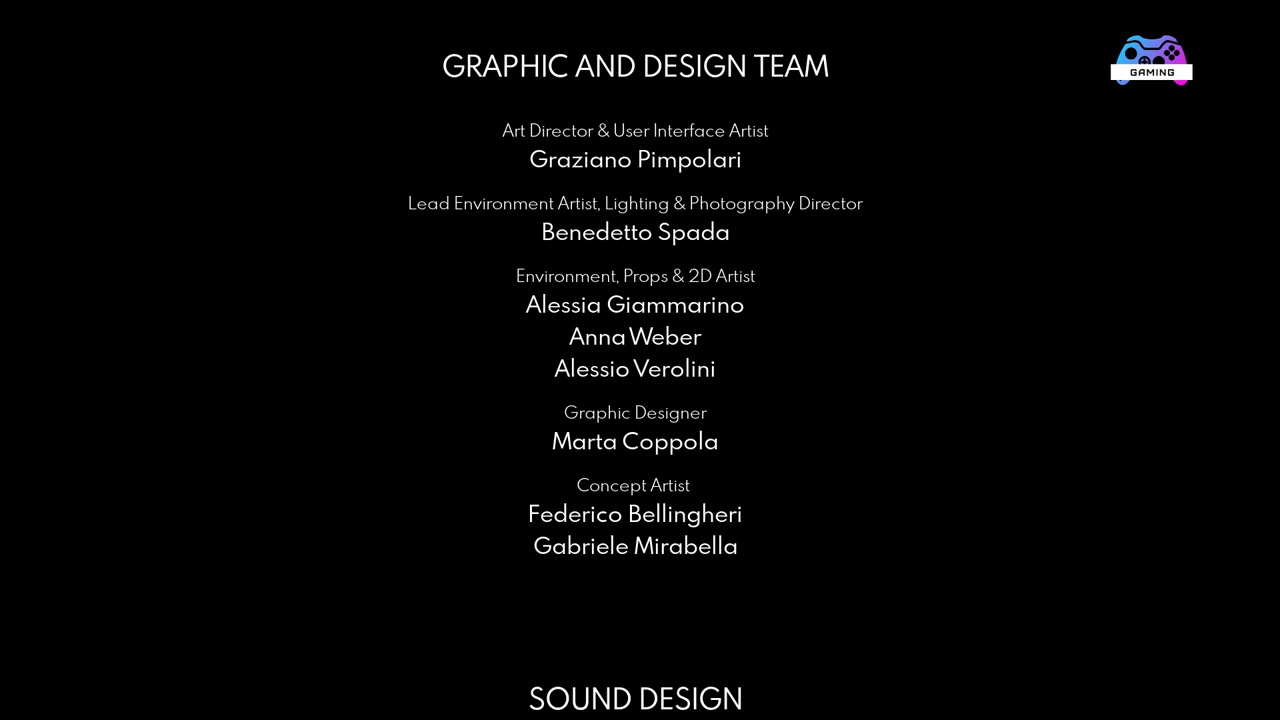 GRAPHIC AND DESIGN TEAM
GAMING
Art Director & User Interface Artist
Graziano Pimpolari
Lead Environment Artist, Lighting & Photography Director
Benedetto Spada
Environment, Props & 2D Artist
Alessia Giammarino
Anna Weber
Alessio Verolini
Graphic Designer
Marta Coppola
Concept Artist
Federico Bellingheri
Gabriele Mirabella
SOUND DESIGN